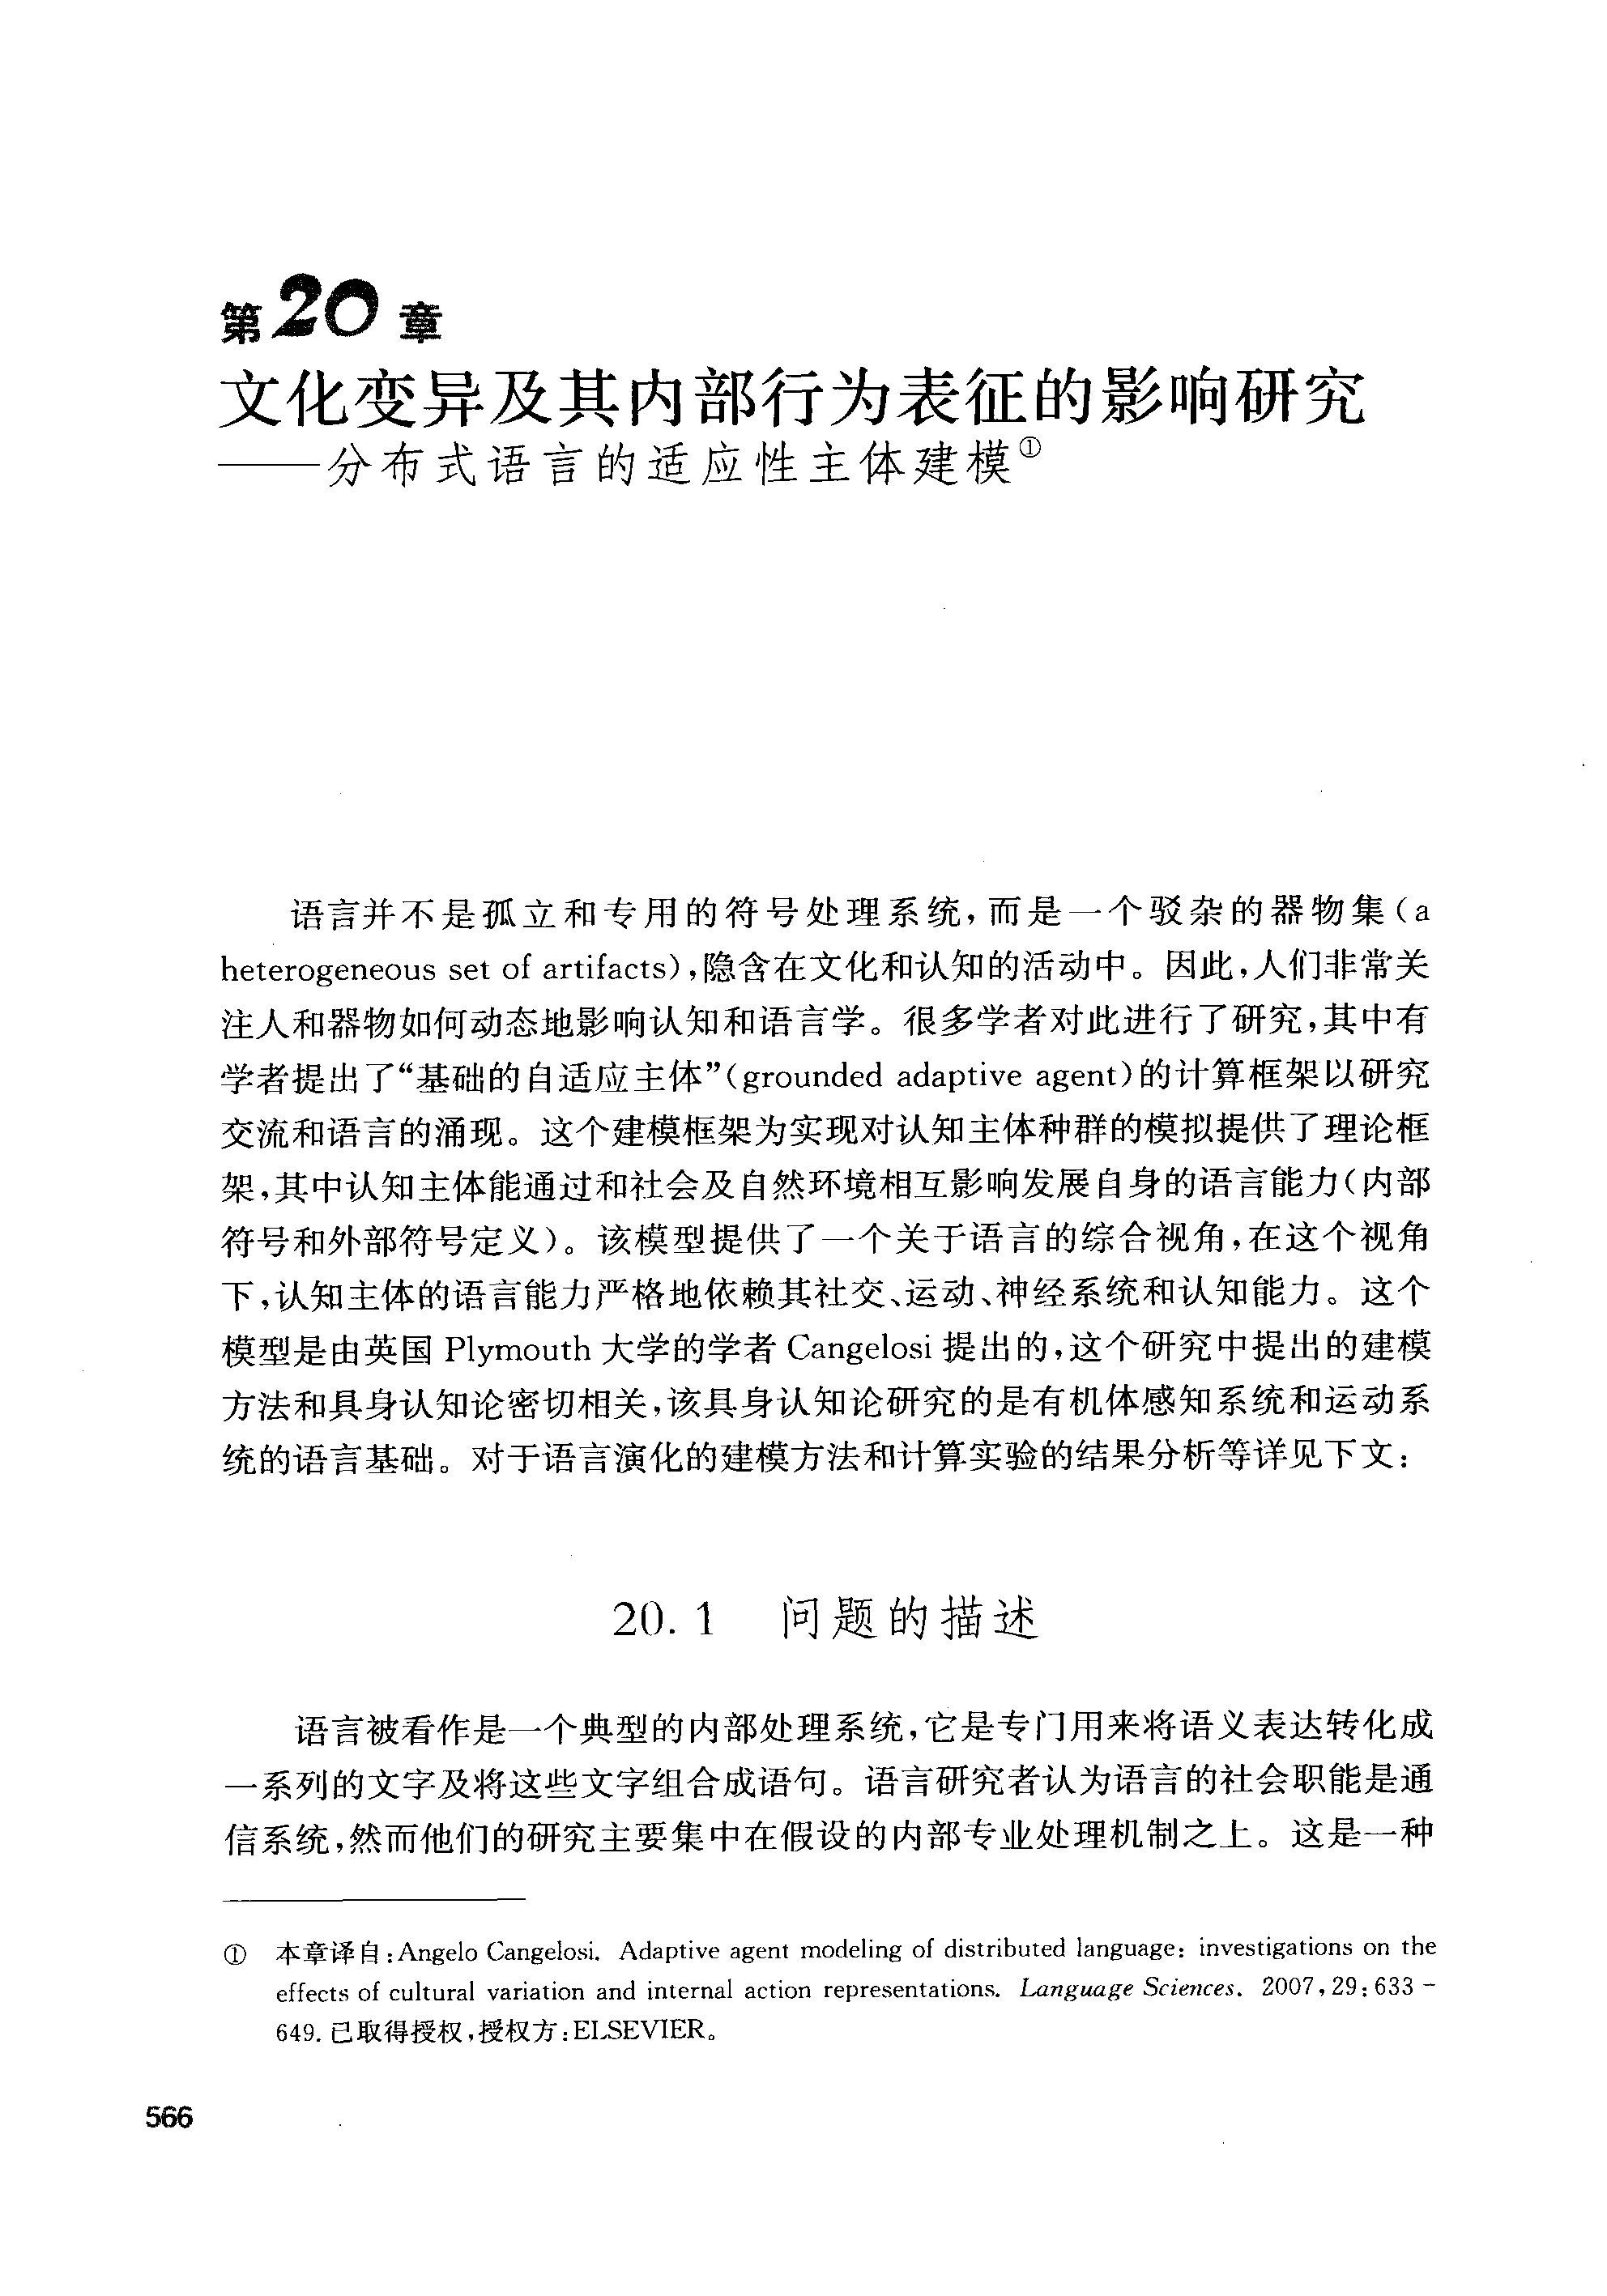 第20章
文化变异及其内部行为表征的影响研究
——分布式语言的适应性主体建模①
语言并不是孤立和专用的符号处理系统,而是一个驳杂的器物集(a
heterogeneous set of artifacts),隐含在文化和认知的活动中。因此,人们非常关
注人和器物如何动态地影响认知和语言学。很多学者对此进行了研究,其中有
学者提出了“基础的自适应主体”(grounded adaptive agent)的计算框架以研究
交流和语言的涌现。这个建模框架为实现对认知主体种群的模拟提供了理论框
架,其中认知主体能通过和社会及自然环境相互影响发展自身的语言能力(内部
符号和外部符号定义)。该模型提供了一个关于语言的综合视角,在这个视角
下,认知主体的语言能力严格地依赖其社交、运动、神经系统和认知能力。这个
模型是由英国 Plymouth 大学的学者 Cangelosi 提出的,这个研究中提出的建模
方法和具身认知论密切相关,该具身认知论研究的是有机体感知系统和运动系
统的语言基础。对于语言演化的建模方法和计算实验的结果分析等详见下文:
20.1 问题的描述
语言被看作是一个典型的内部处理系统,它是专门用来将语义表达转化成
一系列的文字及将这些文字组合成语句。语言研究者认为语言的社会职能是通
信系统,然而他们的研究主要集中在假设的内部专业处理机制之上。这是一种
① 本章译自:Angelo Cangelosi. Adaptive agent modeling of distributed language: investigations on the
effects of cultural variation and internal action representations. Language Sciences. 2007,29:633-
649.已取得授权,授权方:ELSEVIER。
566